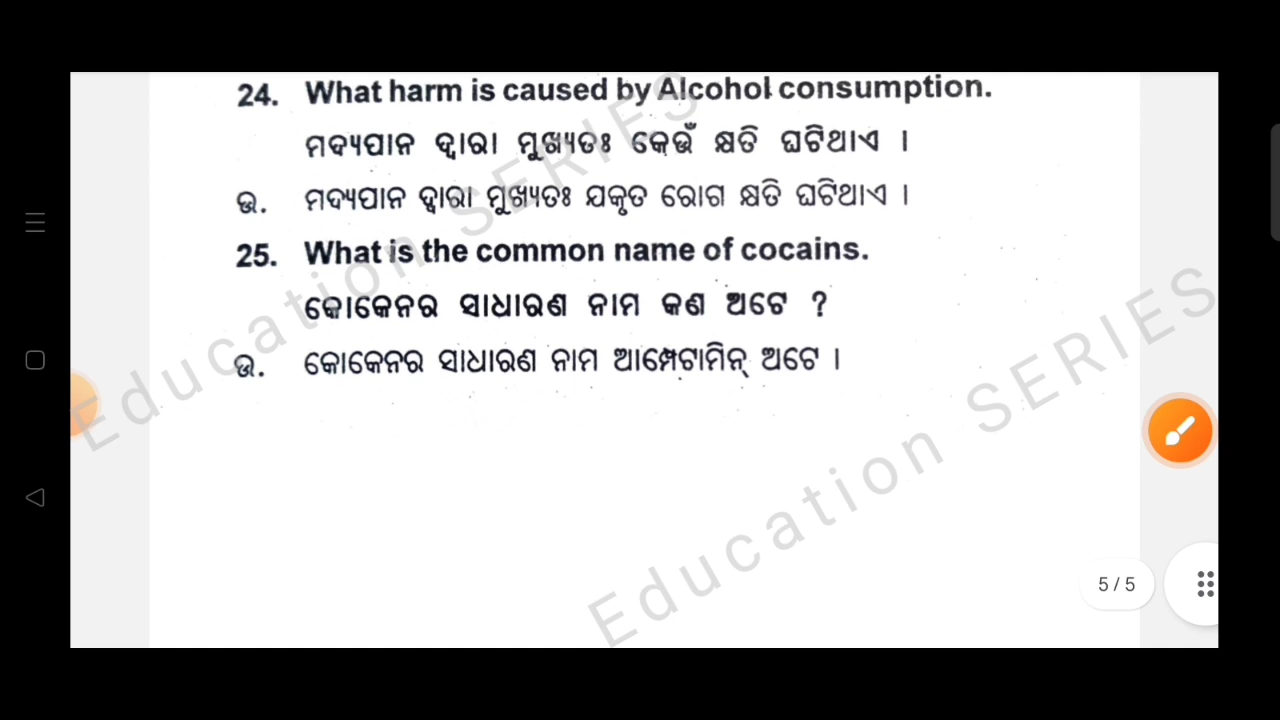 24. What harm is caused by Alcohol consumption.
ମଦ୍ୟପାନ ଦ୍ୱାରା ମୁଖ୍ୟତଃ କେଉଁ କ୍ଷତି ଘଟିଥାଏ ।
ଉ. ମଦ୍ୟପାନ ଦ୍ୱାରା ମୁଖ୍ୟତଃ ଯକୃତ ରୋଗ କ୍ଷତି ଘଟିଥାଏ ।
25. What is the common name of cocains.
କୋକେନର ସାଧାରଣ ନାମ କଣ ଅଟେ ?
ଉ. କୋକେନର ସାଧାରଣ ନାମ ଆମ୍ପେଟାମିନ୍ ଅଟେ ।
Education SERIES
Education SERIES
5 / 5